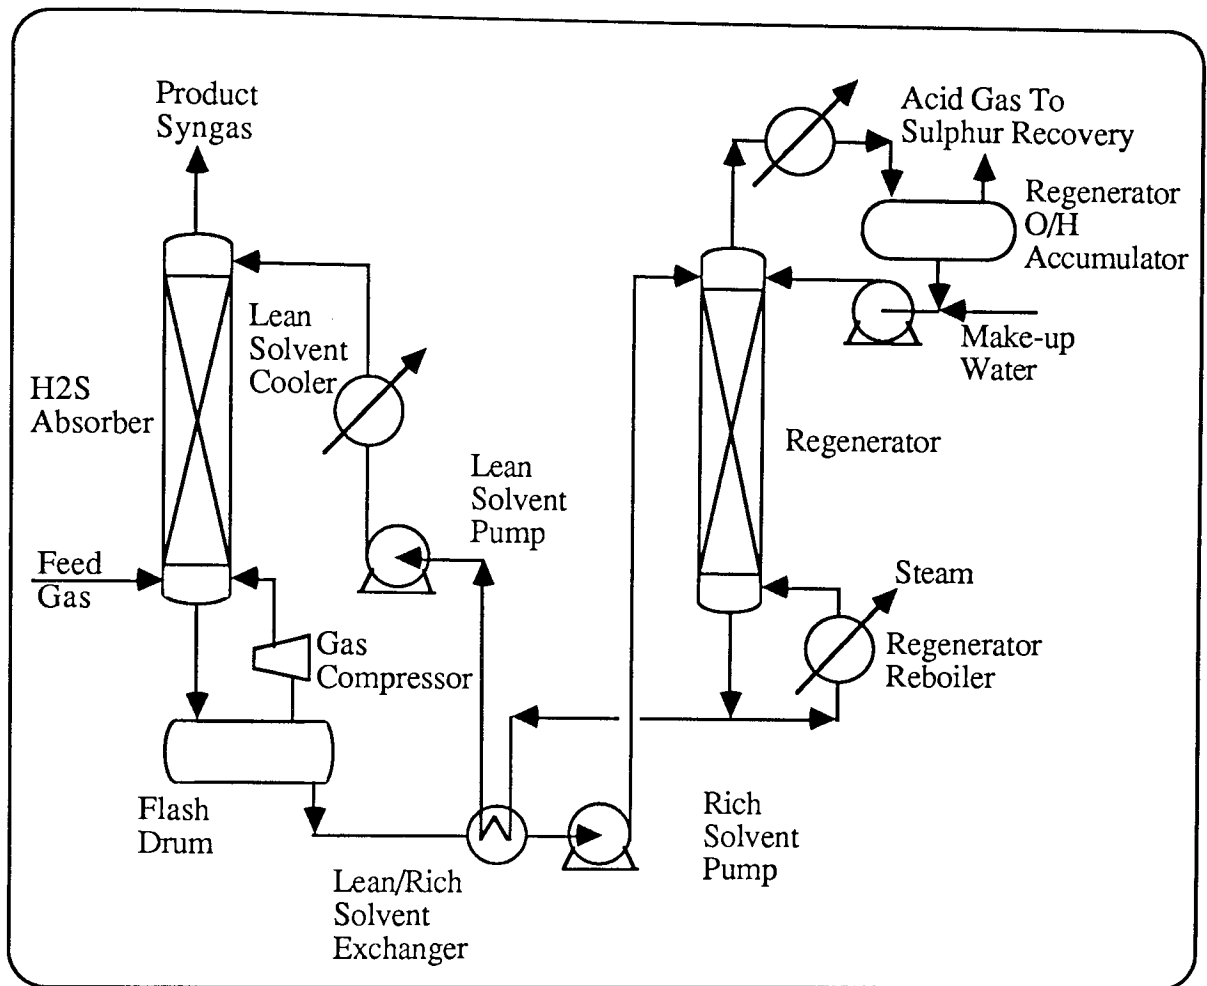 Product
Syngas
Acid Gas To
Sulphur Recovery
Regenerator
O/H
Accumulator
Lean
Solvent
Cooler
Make-up
Water
H2S
Absorber
Regenerator
Lean
Solvent
Pump
Feed
Gas
Steam
Gas
Compressor
Regenerator
Reboiler
Flash
Drum
Rich
Solvent
Pump
Lean/Rich
Solvent
Exchanger